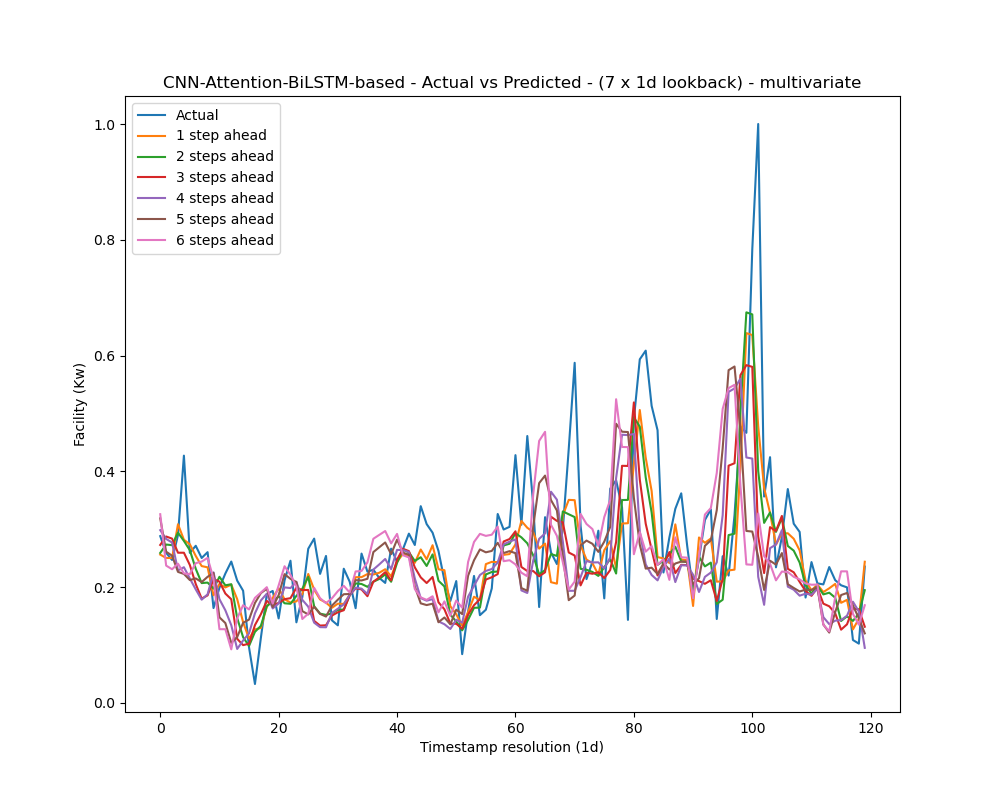 CNN-Attention-BiLSTM-based - Actual vs Predicted - (7 x 1d lookback) - multivariate
Actual
1 step ahead
2 steps ahead
3 steps ahead
4 steps ahead
5 steps ahead
6 steps ahead
1.0
0.8
0.6
0.4
0.2
0.0
Facility (Kw)
0 20 40 60 80 100 120
Timestamp resolution (1d)